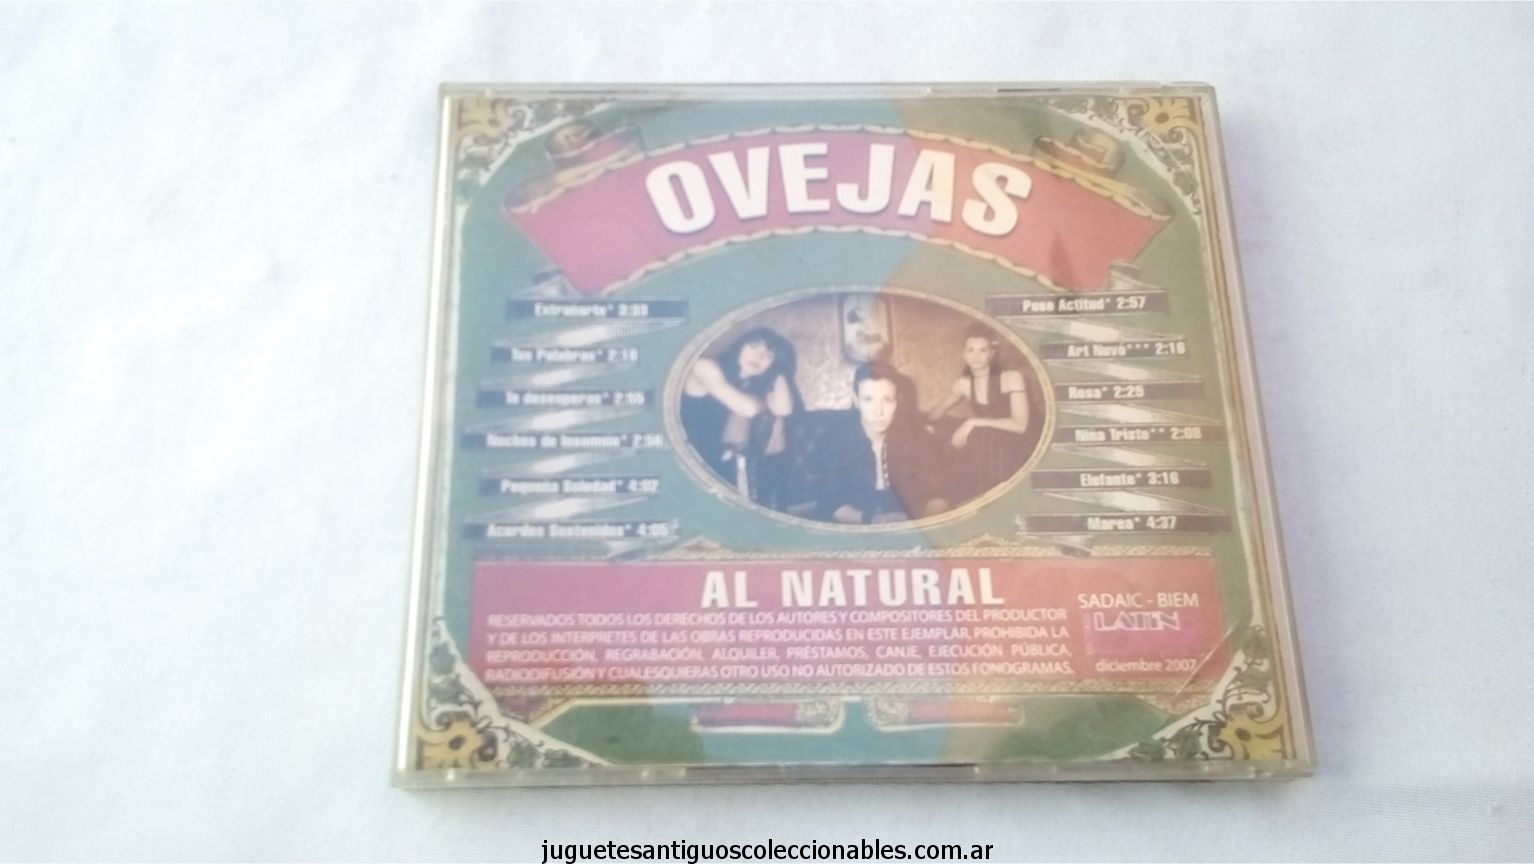 OVEJAS
Extrañarte* 3:33
Tus Palabras* 2:18
Te desesperas* 2:55
Noches de Insomnio* 2:56
Pequeña Soledad* 4:02
Acordes Sostenidos* 4:05
Pose Actitud* 2:57
Art Nuvó*** 2:16
Rosa* 2:29
Nina Triste** 2:08
Elefante* 3:16
Marea* 4:37
AL NATURAL
RESERVADOS TODOS LOS DERECHOS DE LOS AUTORES Y COMPOSITORES DEL PRODUCTOR
Y DE LOS INTERPRETES DE LAS OBRAS REPRODUCIDAS EN ESTE EJEMPLAR, PROHIBIDA LA
REPRODUCCIÓN, REGRABACIÓN, ALQUILER, PRÉSTAMOS, CANJE, EJECUCIÓN PÚBLICA,
RADIODIFUSIÓN Y CUALESQUIERAS OTRO USO NO AUTORIZADO DE ESTOS FONOGRAMAS.
SADAIC - BIEM
LATIN
diciembre 2007
juguetesantiguoscoleccionables.com.ar